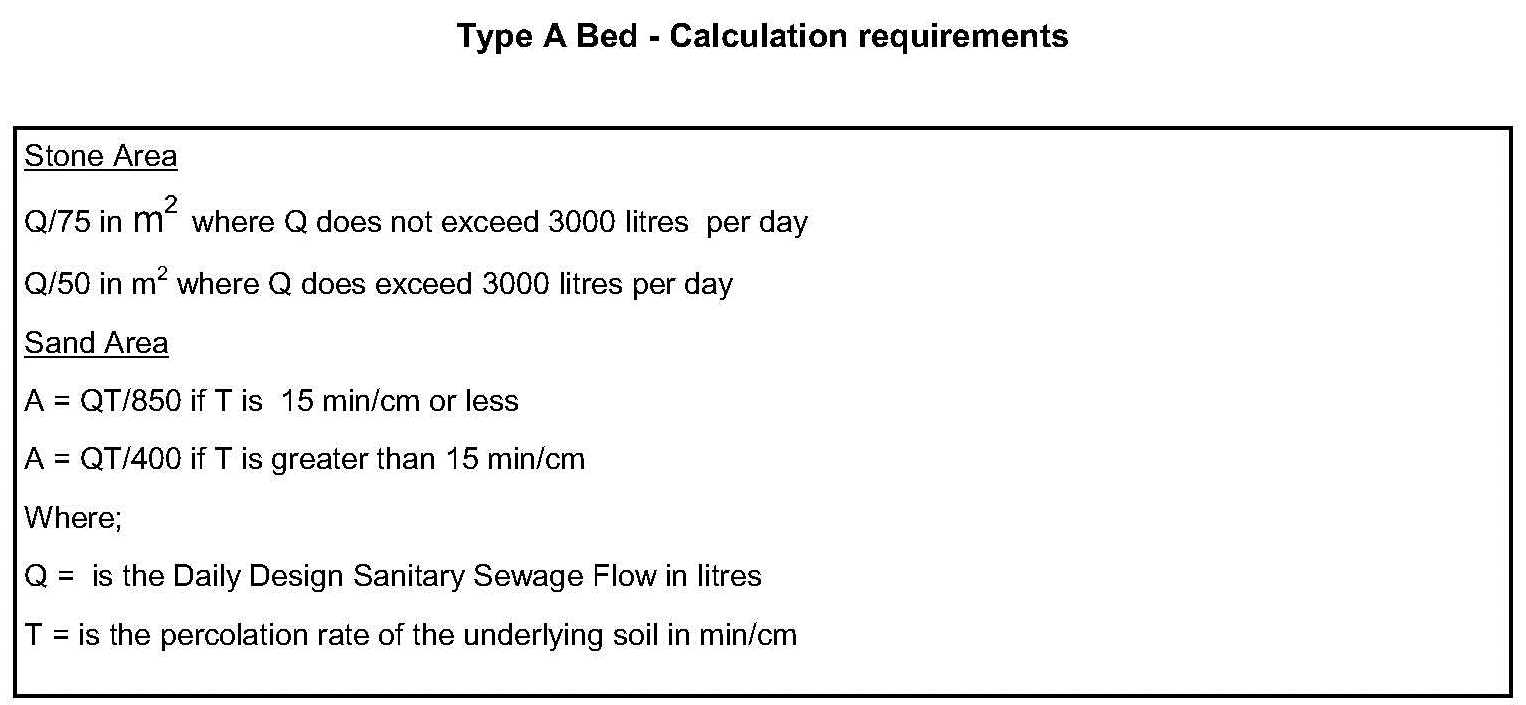 Type A Bed - Calculation requirements
Stone Area
Q/75 in m² where Q does not exceed 3000 litres  per day
Q/50 in m² where Q does exceed 3000 litres per day
Sand Area
A = QT/850 if T is  15 min/cm or less
A = QT/400 if T is greater than 15 min/cm
Where;
Q =  is the Daily Design Sanitary Sewage Flow in litres
T = is the percolation rate of the underlying soil in min/cm